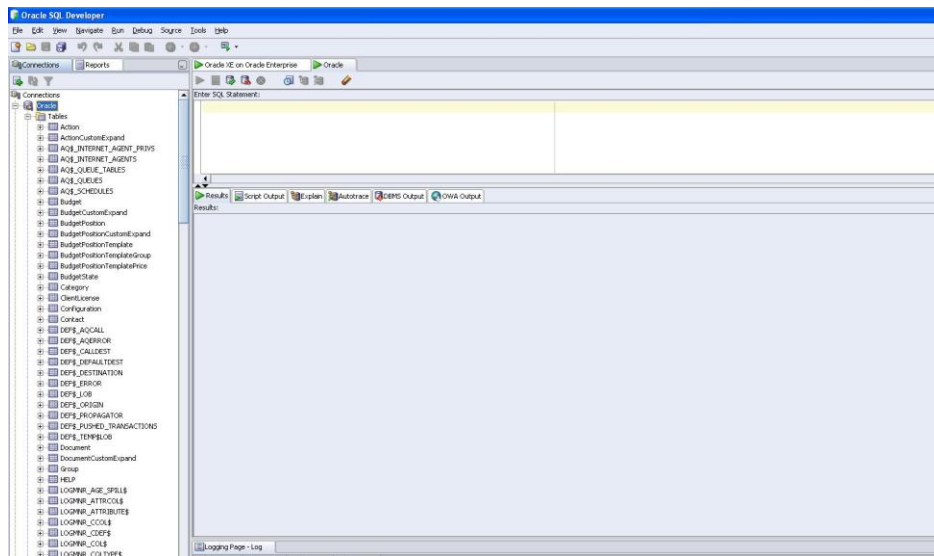 Oracle SQL Developer
File Edit View Navigate Run Debug Source Tools Help
Connections Reports
Oracle XE on Oracle Enterprise Oracle
Enter SQL Statement:
Connections
Oracle
Tables
Action
ActionCustomExpand
AQ$_INTERNET_AGENT_PRIVS
AQ$_INTERNET_AGENTS
AQ$_QUEUE_TABLES
AQ$_QUEUES
AQ$_SCHEDULES
Budget
BudgetCustomExpand
BudgetPosition
BudgetPositionCustomExpand
BudgetPositionTemplate
BudgetPositionTemplateGroup
BudgetPositionTemplatePrice
BudgetState
Category
ClientLicense
Configuration
Contact
DEF$_AQCALL
DEF$_AQERROR
DEF$_CALLDEST
DEF$_DEFAULTDEST
DEF$_DESTINATION
DEF$_ERROR
DEF$_LOB
DEF$_ORIGIN
DEF$_PROPAGATOR
DEF$_PUSHED_TRANSACTIONS
DEF$_TEMP$LOB
Document
DocumentCustomExpand
Group
HELP
LOGMNR_AGE_SPILL$
LOGMNR_ATTRCOL$
LOGMNR_ATTRIBUTE$
LOGMNR_CCOL$
LOGMNR_CDEF$
LOGMNR_COL$
LOGMNR_COLTYPE$
Results Script Output Explain Autotrace DBMS Output OWA Output
Results:
Logging Page - Log